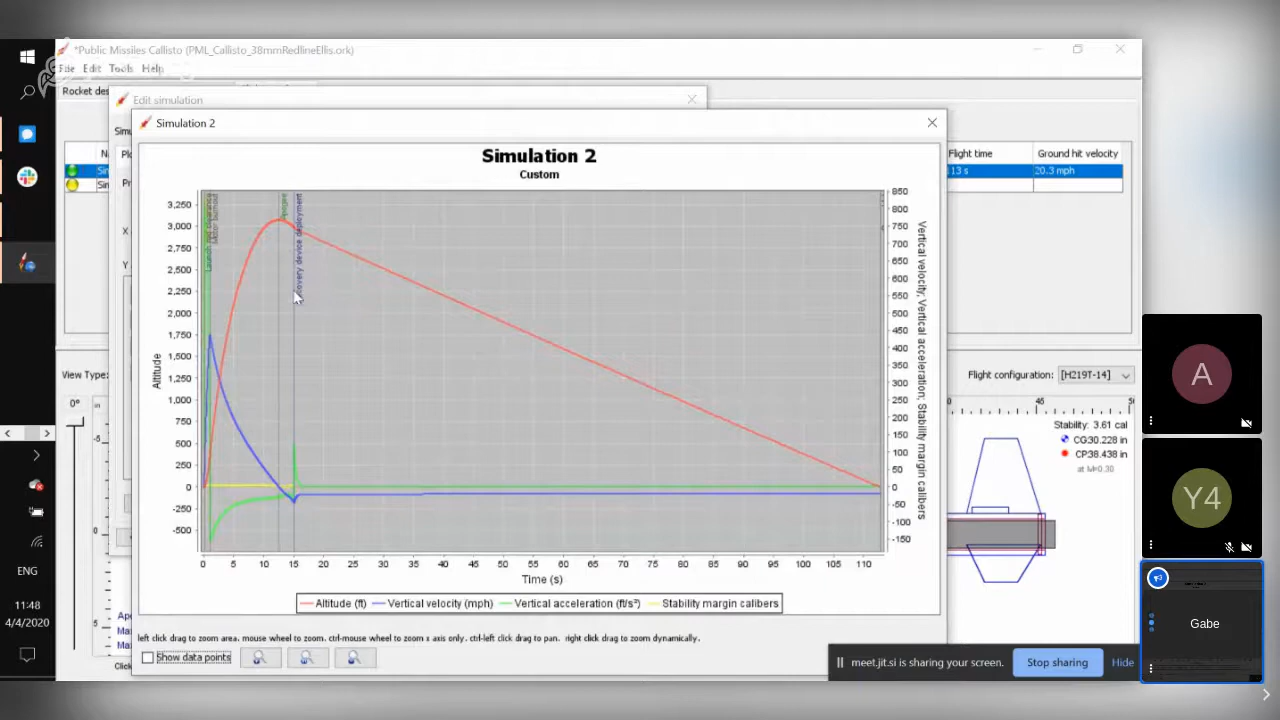 *Public Missiles Callisto (PML_Callisto_38mmRedlineEllis.ork)
File Edit Tools Help
Rocket des
Edit simulation
Simulation 2
Simulation 2
Custom
Flight time
Ground hit velocity
113 s
20.3 mph
Altitude
3,250
3,000
2,750
2,500
2,250
2,000
1,750
1,500
1,250
1,000
750
500
250
0
-250
-500
Apogee
Motor burnout
Launch rod clearance
covery device deployment
850
800
750
700
650
600
550
500
450
400
350
300
250
200
150
100
50
0
-50
-100
-150
Vertical velocity; Vertical acceleration; Stability margin calibers
0 5 10 15 20 25 30 35 40 45 50 55 60 65 70 75 80 85 90 95 100 105 110
Time (s)
Altitude (ft) Vertical velocity (mph) Vertical acceleration (ft/s²) Stability margin calibers
left click drag to zoom area. mouse wheel to zoom. ctrl-mouse wheel to zoom x axis only. ctrl-left click drag to pan. right click drag to zoom dynamically.
Show data points
View Type:
0°
in
-5
0
5
Flight configuration: [H219T-14]
45
Stability: 3.61 cal
CG30.228 in
CP38.438 in
at M=0.30
meet.jit.si is sharing your screen.
Stop sharing
Hide
A
Y4
Gabe
ENG
11:48
4/4/2020